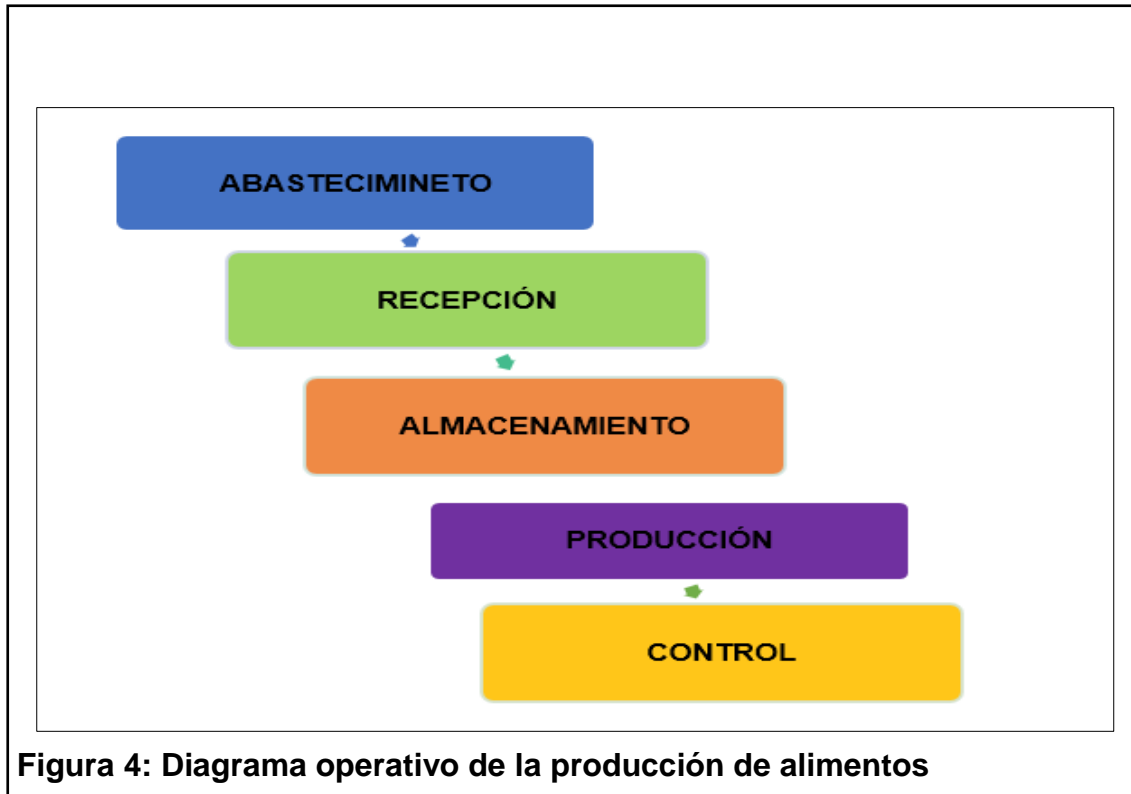 ABASTECIMINETO
RECEPCIÓN
ALMACENAMIENTO
PRODUCCIÓN
CONTROL
Figura 4: Diagrama operativo de la producción de alimentos